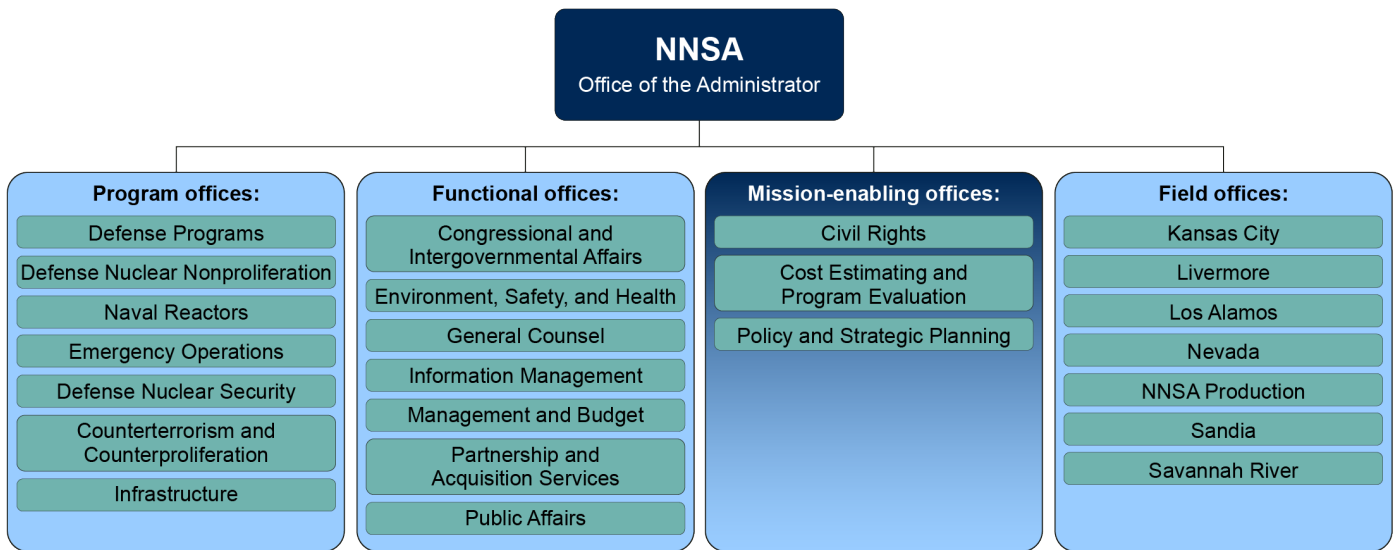 NNSA
Office of the Administrator
Program offices:
Defense Programs
Defense Nuclear Nonproliferation
Naval Reactors
Emergency Operations
Defense Nuclear Security
Counterterrorism and
Counterproliferation
Infrastructure
Functional offices:
Congressional and
Intergovernmental Affairs
Environment, Safety, and Health
General Counsel
Information Management
Management and Budget
Partnership and
Acquisition Services
Public Affairs
Mission-enabling offices:
Civil Rights
Cost Estimating and
Program Evaluation
Policy and Strategic Planning
Field offices:
Kansas City
Livermore
Los Alamos
Nevada
NNSA Production
Sandia
Savannah River